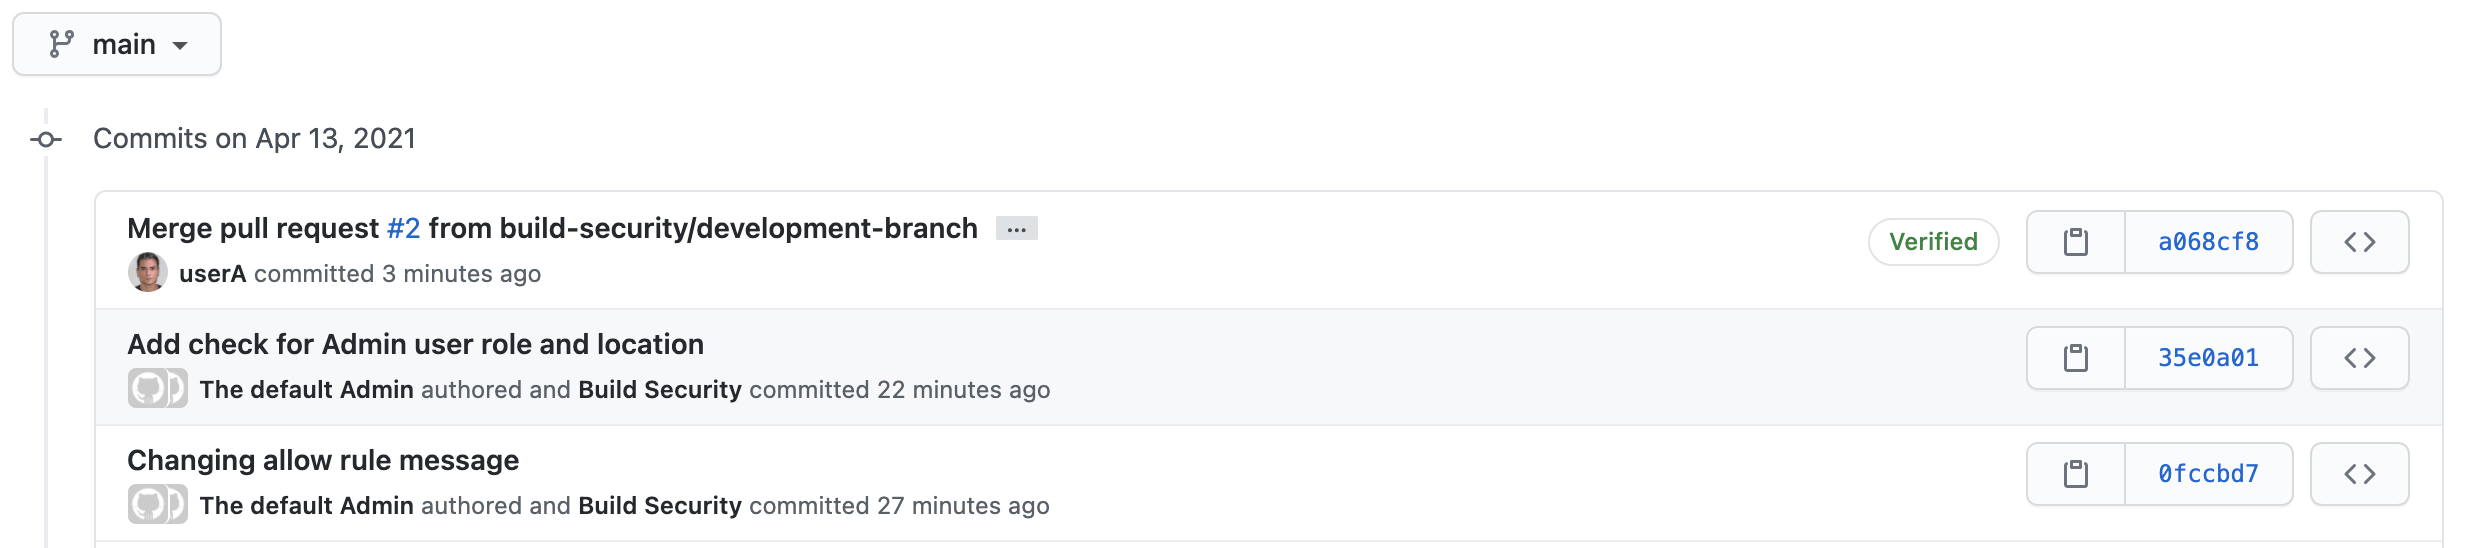 main
Commits on Apr 13, 2021
Merge pull request #2 from build-security/development-branch ...
userA committed 3 minutes ago
Verified
a068cf8
Add check for Admin user role and location
The default Admin authored and Build Security committed 22 minutes ago
35e0a01
Changing allow rule message
The default Admin authored and Build Security committed 27 minutes ago
0fccbd7